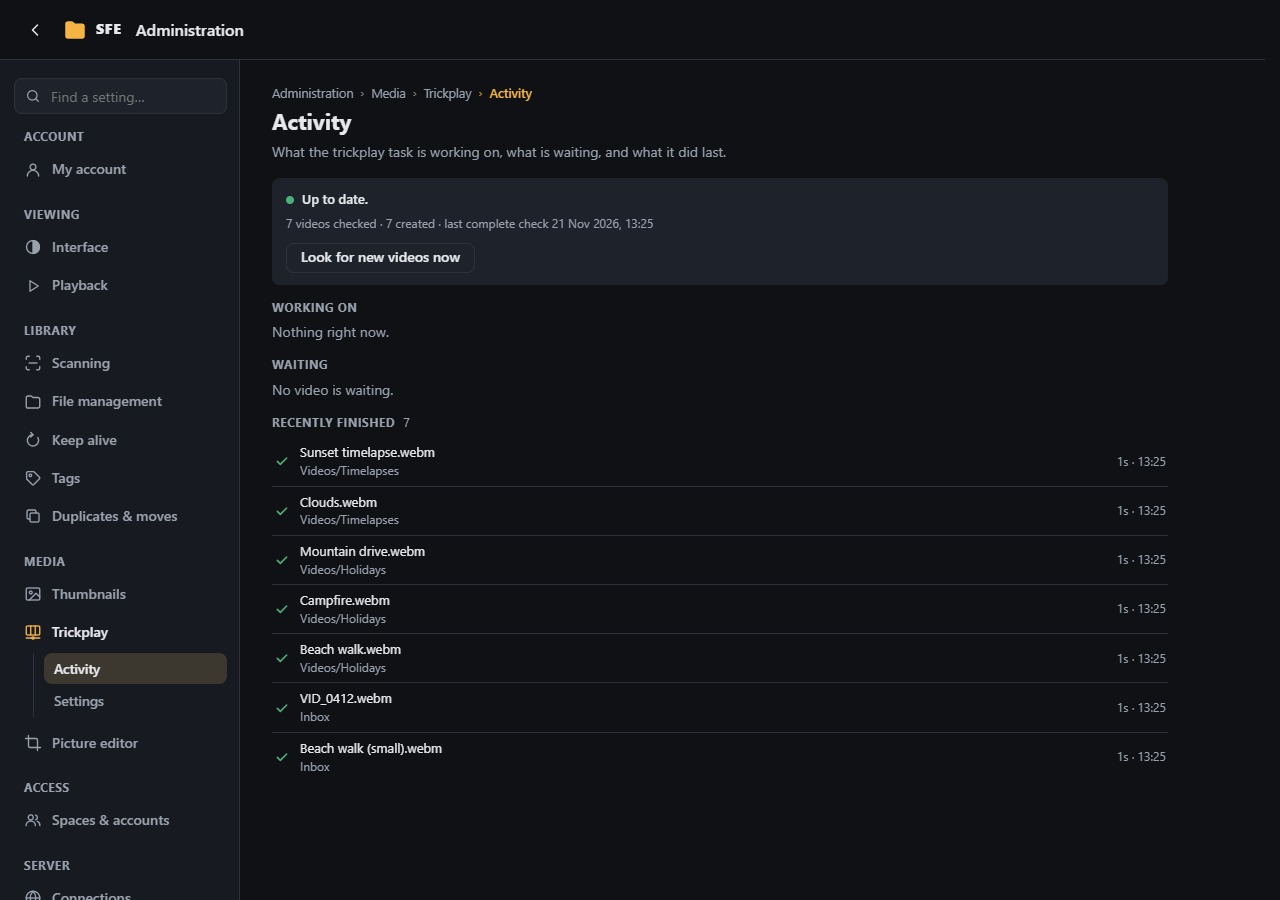 SFE Administration
Find a setting...
ACCOUNT
My account
VIEWING
Interface
Playback
LIBRARY
Scanning
File management
Keep alive
Tags
Duplicates & moves
MEDIA
Thumbnails
Trickplay
Activity
Settings
Picture editor
ACCESS
Spaces & accounts
SERVER
Connections
Administration › Media › Trickplay › Activity
Activity
What the trickplay task is working on, what is waiting, and what it did last.
Up to date.
7 videos checked · 7 created · last complete check 21 Nov 2026, 13:25
Look for new videos now
WORKING ON
Nothing right now.
WAITING
No video is waiting.
RECENTLY FINISHED 7
Sunset timelapse.webm
Videos/Timelapses
1s · 13:25
Clouds.webm
Videos/Timelapses
1s · 13:25
Mountain drive.webm
Videos/Holidays
1s · 13:25
Campfire.webm
Videos/Holidays
1s · 13:25
Beach walk.webm
Videos/Holidays
1s · 13:25
VID_0412.webm
Inbox
1s · 13:25
Beach walk (small).webm
Inbox
1s · 13:25